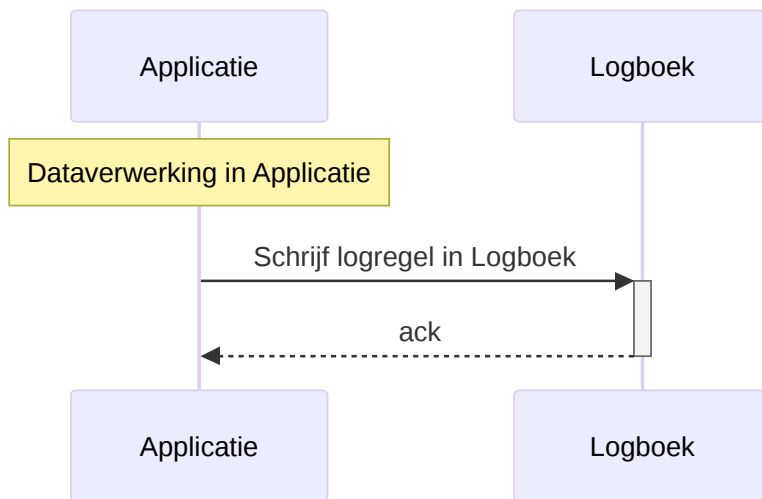 Applicatie
Logboek
Dataverwerking in Applicatie
Schrijf logregel in Logboek
ack
Applicatie
Logboek